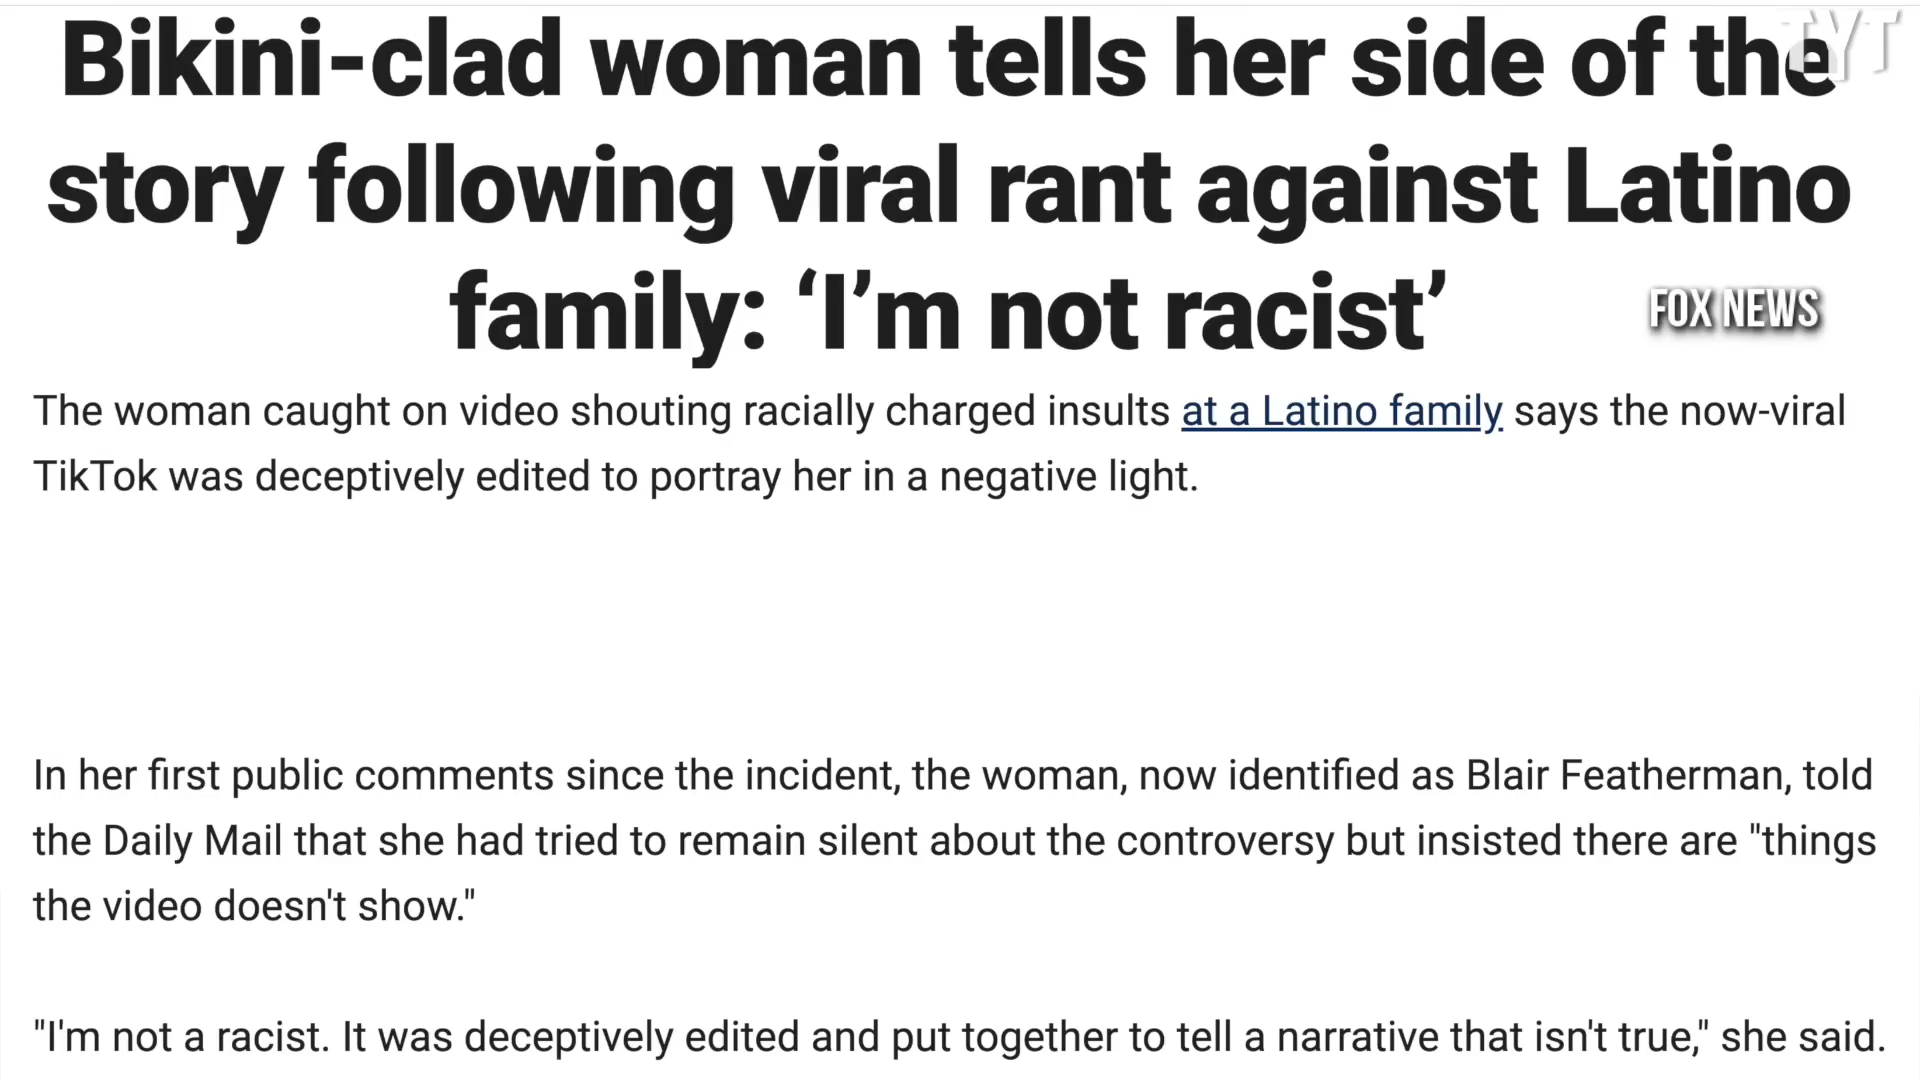 Bikini-clad woman tells her side of the
story following viral rant against Latino
family: ‘I’m not racist’
FOX NEWS
TYT
The woman caught on video shouting racially charged insults at a Latino family says the now-viral
TikTok was deceptively edited to portray her in a negative light.
In her first public comments since the incident, the woman, now identified as Blair Featherman, told
the Daily Mail that she had tried to remain silent about the controversy but insisted there are "things
the video doesn't show."
"I'm not a racist. It was deceptively edited and put together to tell a narrative that isn't true," she said.